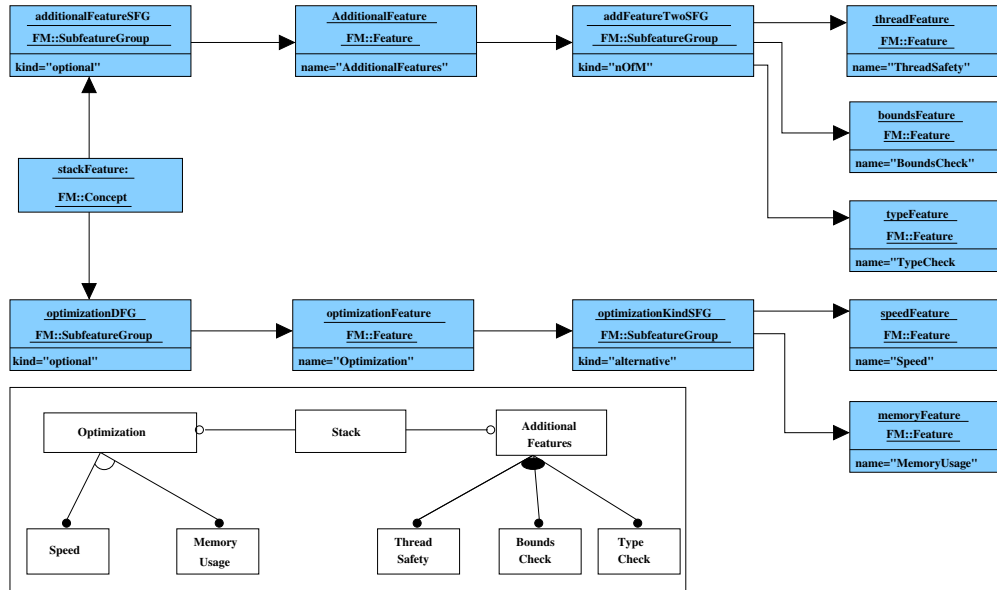 additionalFeatureSFG
FM::SubfeatureGroup
kind="optional"
AdditionalFeature
FM::Feature
name="AdditionalFeatures"
addFeatureTwoSFG
FM::SubfeatureGroup
kind="nOfM"
threadFeature
FM::Feature
name="ThreadSafety"
boundsFeature
FM::Feature
name="BoundsCheck"
stackFeature:
FM::Concept
typeFeature
FM::Feature
name="TypeCheck
optimizationDFG
FM::SubfeatureGroup
kind="optional"
optimizationFeature
FM::Feature
name="Optimization"
optimizationKindSFG
FM::SubfeatureGroup
kind="alternative"
speedFeature
FM::Feature
name="Speed"
memoryFeature
FM::Feature
name="MemoryUsage"
Optimization
Stack
Additional
Features
Speed
Memory
Usage
Thread
Safety
Bounds
Check
Type
Check